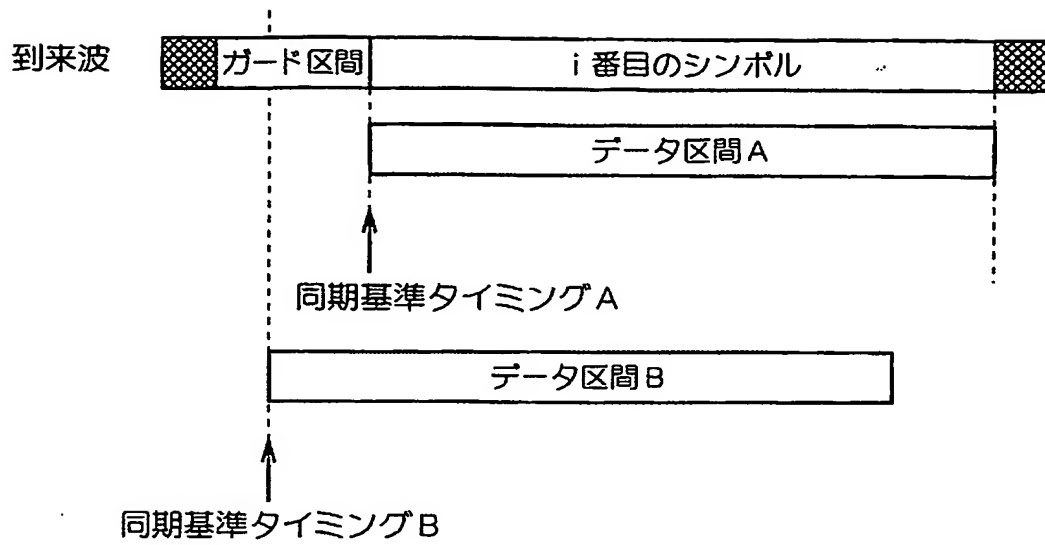 到来波
ガード区間
i番目のシンボル
データ区間A
同期基準タイミングA
データ区間B
同期基準タイミングB